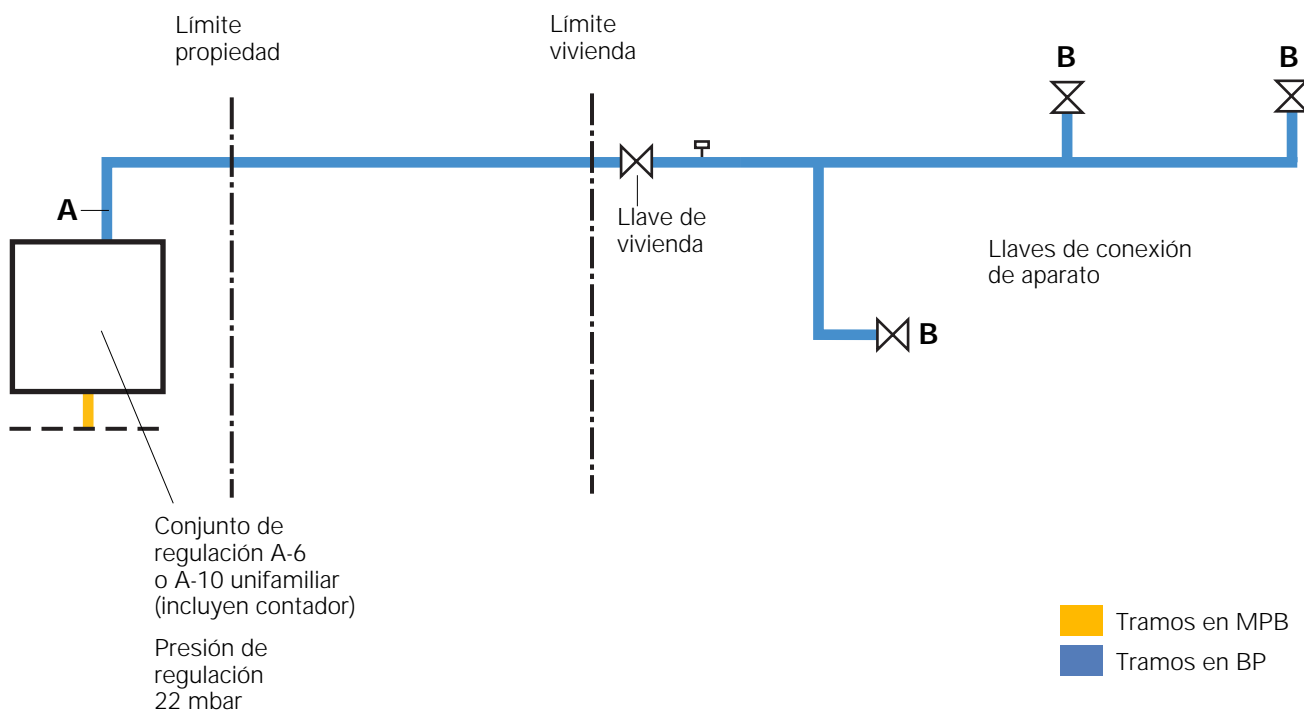 Límite
propiedad
Límite
vivienda
B
B
A
Llave de
vivienda
Llaves de conexión
de aparato
B
Conjunto de
regulación A-6
o A-10 unifamiliar
(incluyen contador)
Presión de
regulación
22 mbar
Tramos en MPB
Tramos en BP